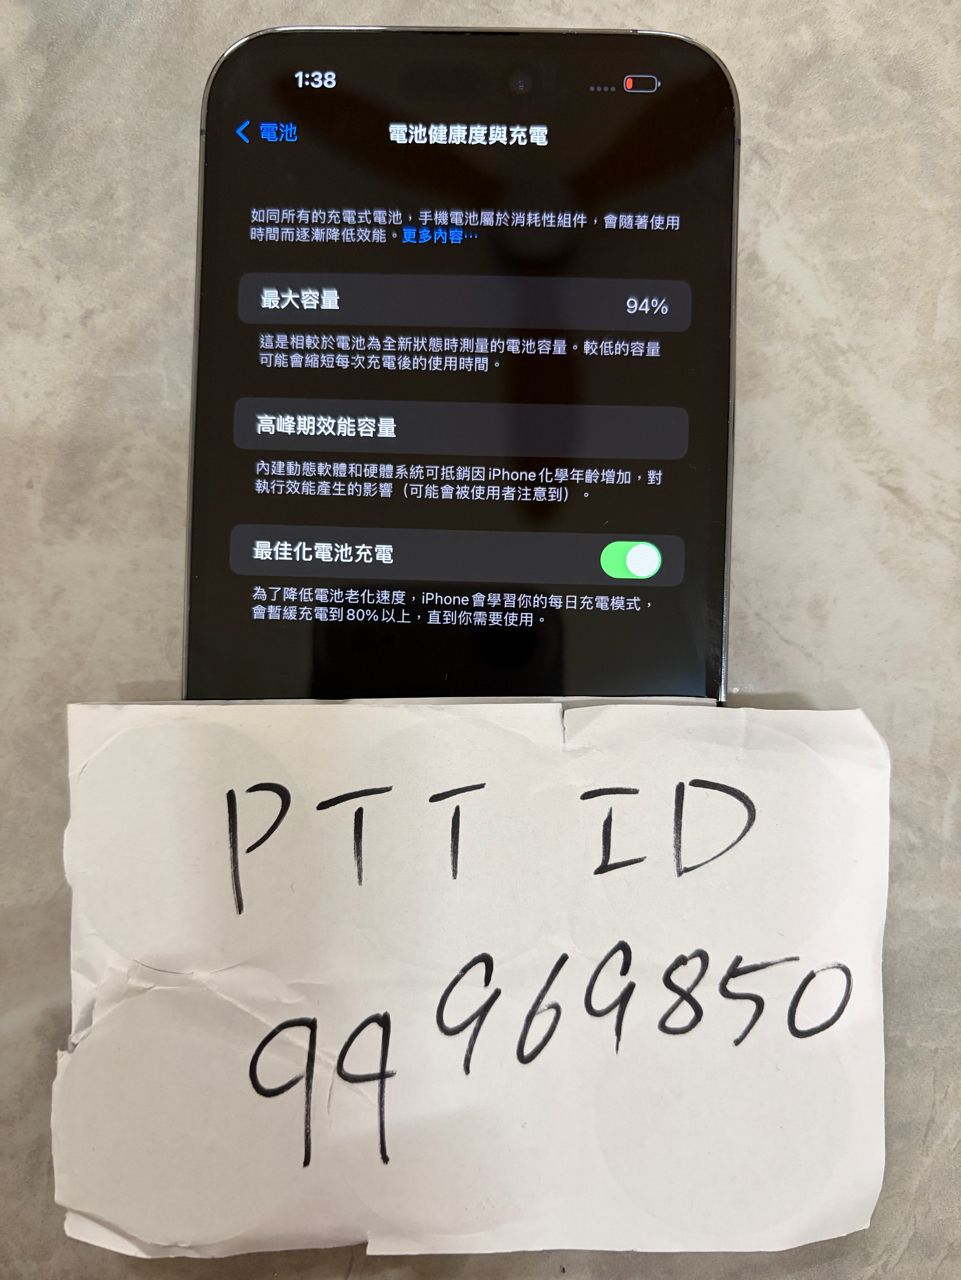 1:38
電池
電池健康度與充電
如同所有的充電式電池，手機電池屬於消耗性組件，會隨著使用
時間而逐漸降低效能。更多內容⋯
最大容量 94%
這是相較於電池為全新狀態時測量的電池容量。較低的容量
可能會縮短每次充電後的使用時間。
高峰期效能容量
內建動態軟體和硬體系統可抵銷因iPhone化學年齡增加，對
執行效能產生的影響（可能會被使用者注意到）。
最佳化電池充電
為了降低電池老化速度，iPhone會學習你的每日充電模式，
會暫緩充電到80%以上，直到你需要使用。
PTT ID
99969850